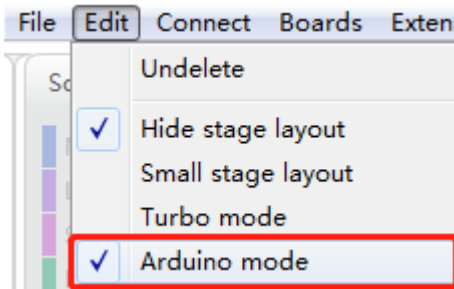 File Edit Connect Boards Exten
Undelete
Hide stage layout
Small stage layout
Turbo mode
Arduino mode